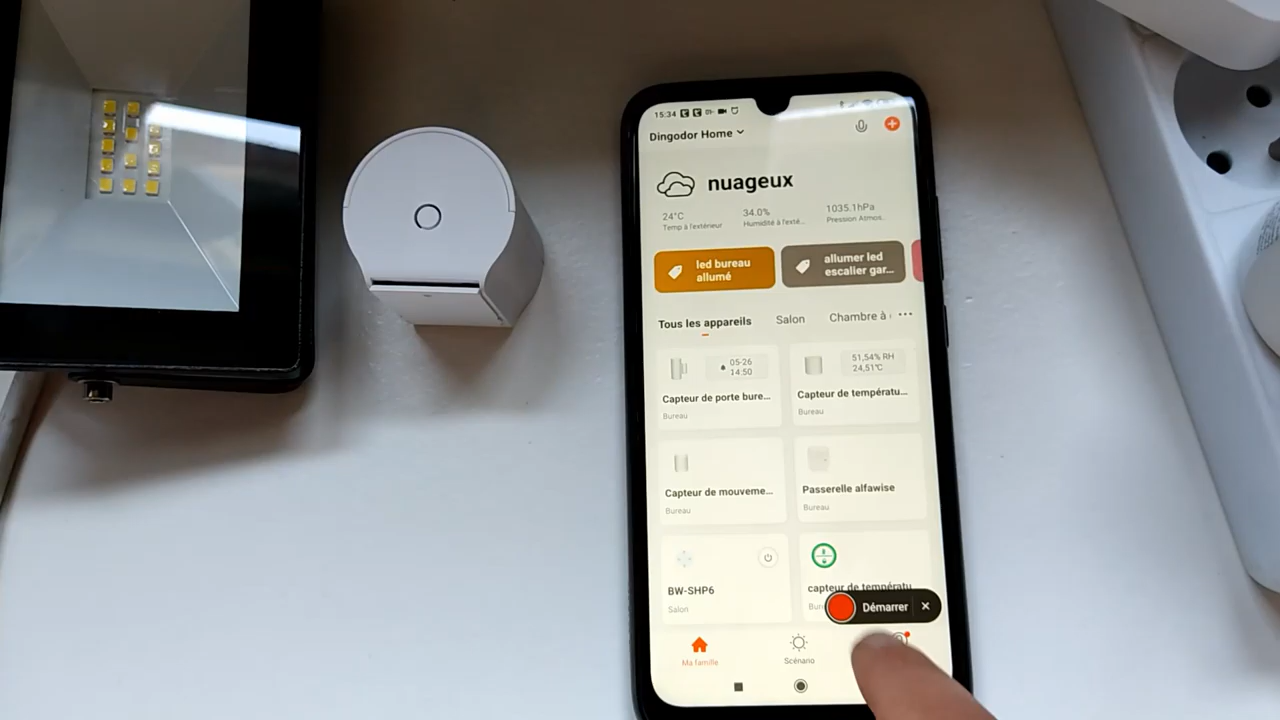 15:34
Dingodor Home
nuageux
24°C
34.0%
1035.1hPa
Temp à l'extérieur
Humidité à l'exté...
Pression Atmos..
led bureau
allumé
allumer led
escalier gar...
Tous les appareils
Salon
Chambre à
05-26
14:50
51,54% RH
24,51°C
Capteur de porte bure...
Capteur de températu...
Bureau
Bureau
Capteur de mouveme...
Passerelle alfawise
Bureau
Bureau
BW-SHP6
capteur de températu
Salon
Démarrer
Ma famille
Scénario